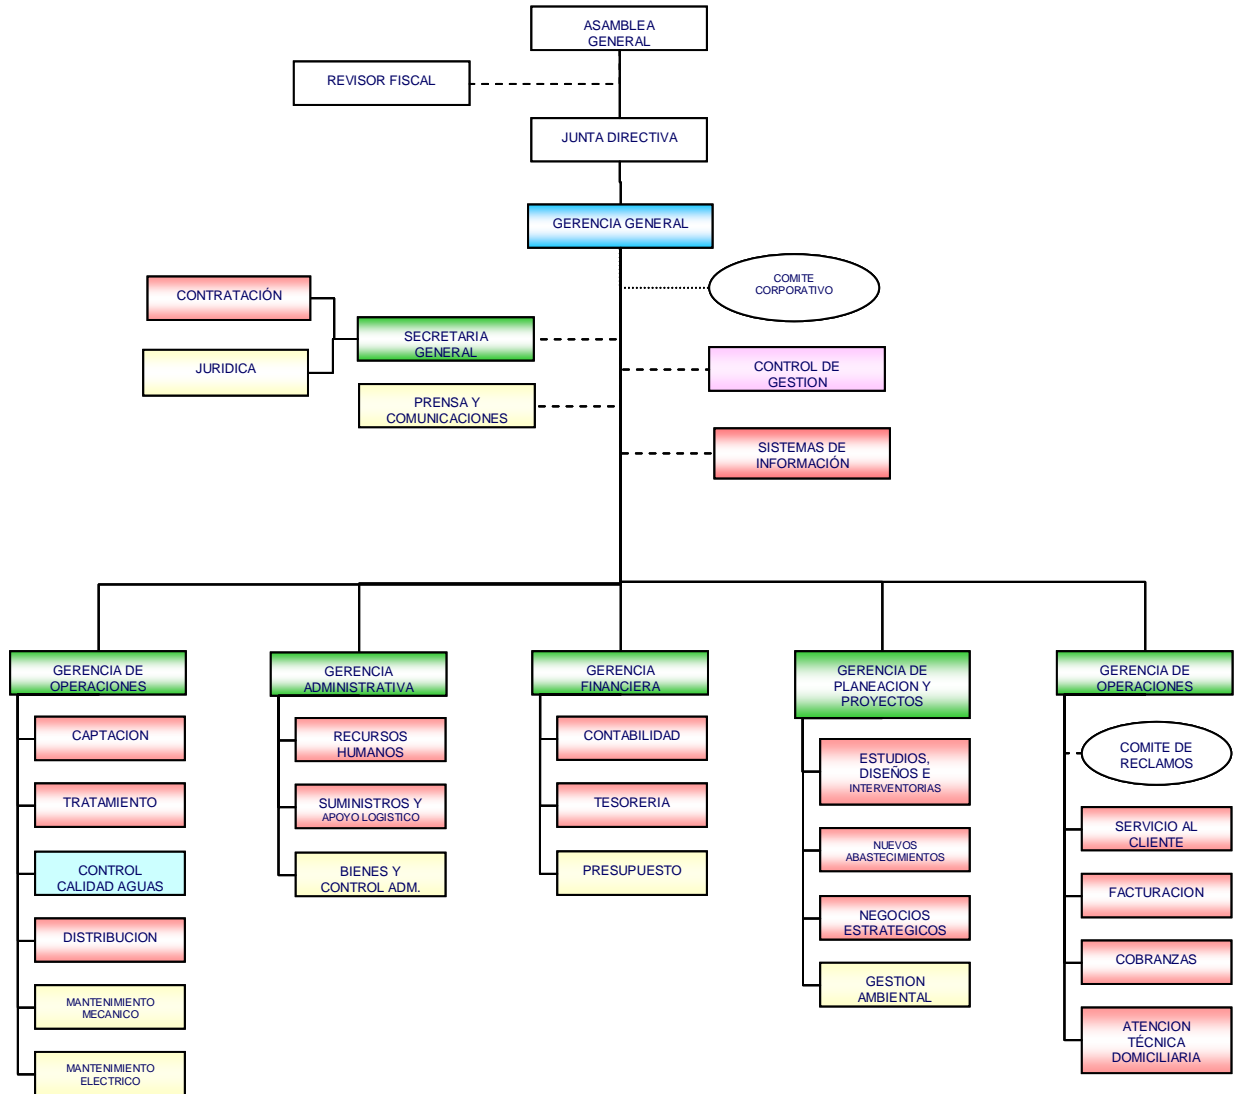 ASAMBLEA
GENERAL
REVISOR FISCAL
JUNTA DIRECTIVA
GERENCIA GENERAL
COMITE
CORPORATIVO
CONTRATACIÓN
SECRETARIA
GENERAL
JURIDICA
CONTROL DE
GESTION
PRENSA Y
COMUNICACIONES
SISTEMAS DE
INFORMACIÓN
GERENCIA DE
OPERACIONES
CAPTACION
TRATAMIENTO
CONTROL
CALIDAD AGUAS
DISTRIBUCION
MANTENIMIENTO
MECANICO
MANTENIMIENTO
ELECTRICO
GERENCIA
ADMINISTRATIVA
RECURSOS
HUMANOS
SUMINISTROS Y
APOYO LOGISTICO
BIENES Y
CONTROL ADM.
GERENCIA
FINANCIERA
CONTABILIDAD
TESORERIA
PRESUPUESTO
GERENCIA DE
PLANEACION Y
PROYECTOS
ESTUDIOS,
DISEÑOS E
INTERVENTORIAS
NUEVOS
ABASTECIMIENTOS
NEGOCIOS
ESTRATEGICOS
GESTION
AMBIENTAL
GERENCIA DE
OPERACIONES
COMITE DE
RECLAMOS
SERVICIO AL
CLIENTE
FACTURACION
COBRANZAS
ATENCION
TÉCNICA
DOMICILIARIA